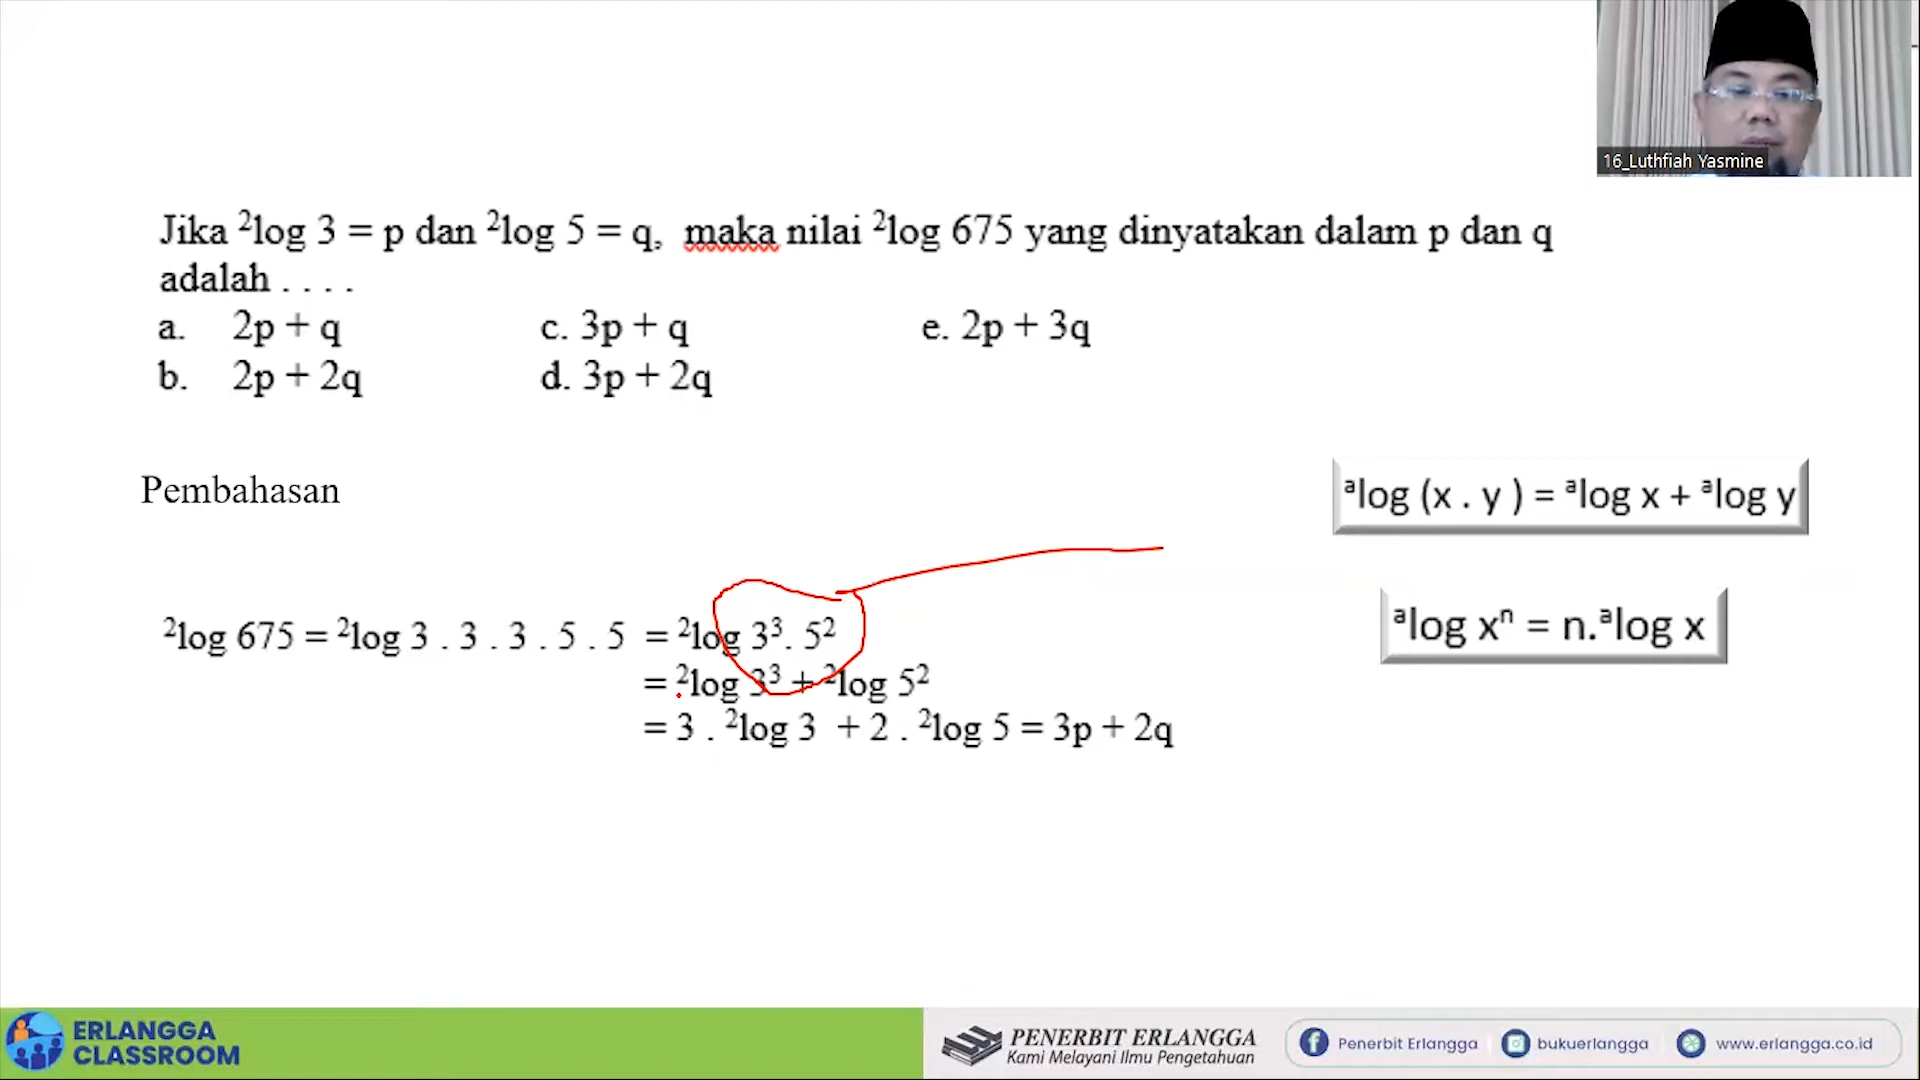 16_Luthfiah Yasmine
Jika ²log 3 = p dan ²log 5 = q, maka nilai ²log 675 yang dinyatakan dalam p dan q
adalah . . . .
a. 2p + q c. 3p + q e. 2p + 3q
b. 2p + 2q d. 3p + 2q
Pembahasan
ᵃlog (x . y ) = ᵃlog x + ᵃlog y
ᵃlog xⁿ = n.ᵃlog x
²log 675 = ²log 3 . 3 . 3 . 5 . 5 = ²log 3³. 5²
= ²log 3³ + ²log 5²
= 3 . ²log 3 + 2 . ²log 5 = 3p + 2q
ERLANGGA
CLASSROOM
PENERBIT ERLANGGA
Kami Melayani Ilmu Pengetahuan
Penerbit Erlangga
bukuerlangga
www.erlangga.co.id